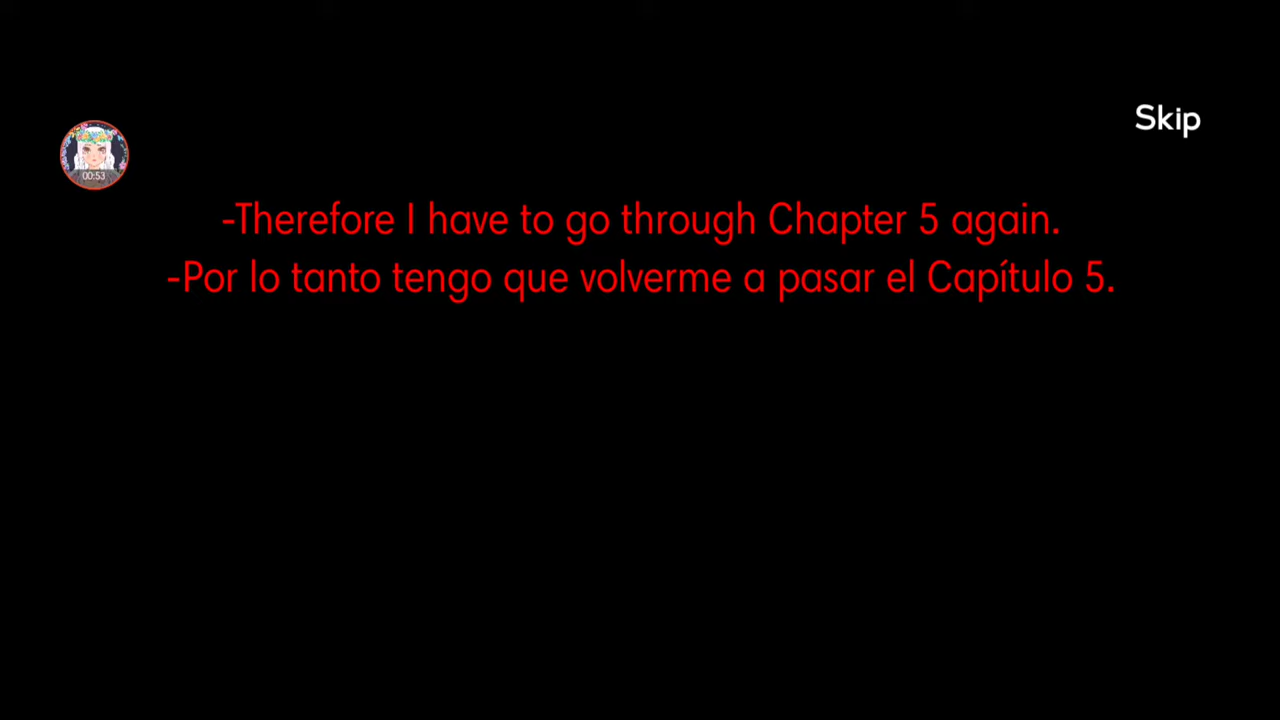 Skip
00:53
-Therefore I have to go through Chapter 5 again.
-Por lo tanto tengo que volverme a pasar el Capítulo 5.